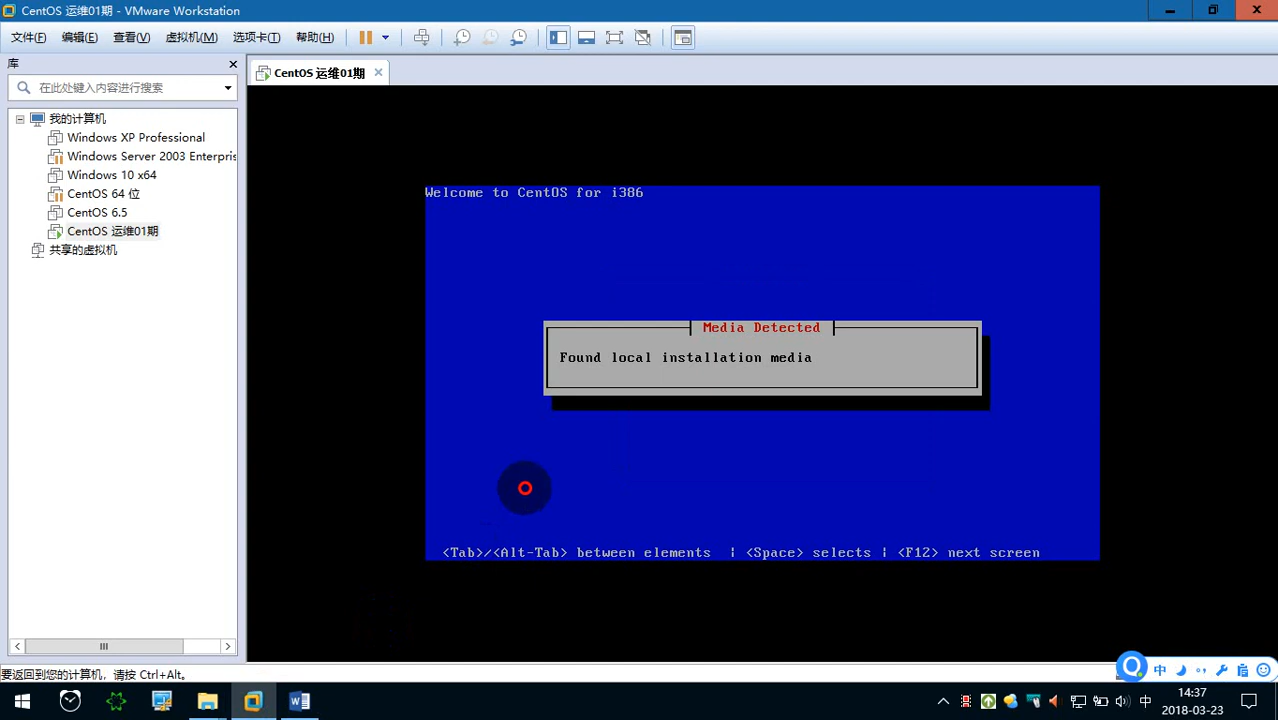 CentOS 运维01期 - VMware Workstation
文件(F) 编辑(E) 查看(V) 虚拟机(M) 选项卡(T) 帮助(H)
库
在此处键入内容进行搜索
我的计算机
Windows XP Professional
Windows Server 2003 Enterpris
Windows 10 x64
CentOS 64 位
CentOS 6.5
CentOS 运维01期
共享的虚拟机
CentOS 运维01期
Welcome to CentOS for i386
Media Detected
Found local installation media
<Tab>/<Alt-Tab> between elements | <Space> selects | <F12> next screen
要返回到您的计算机，请按 Ctrl+Alt。
中
中
14:37
2018-03-23